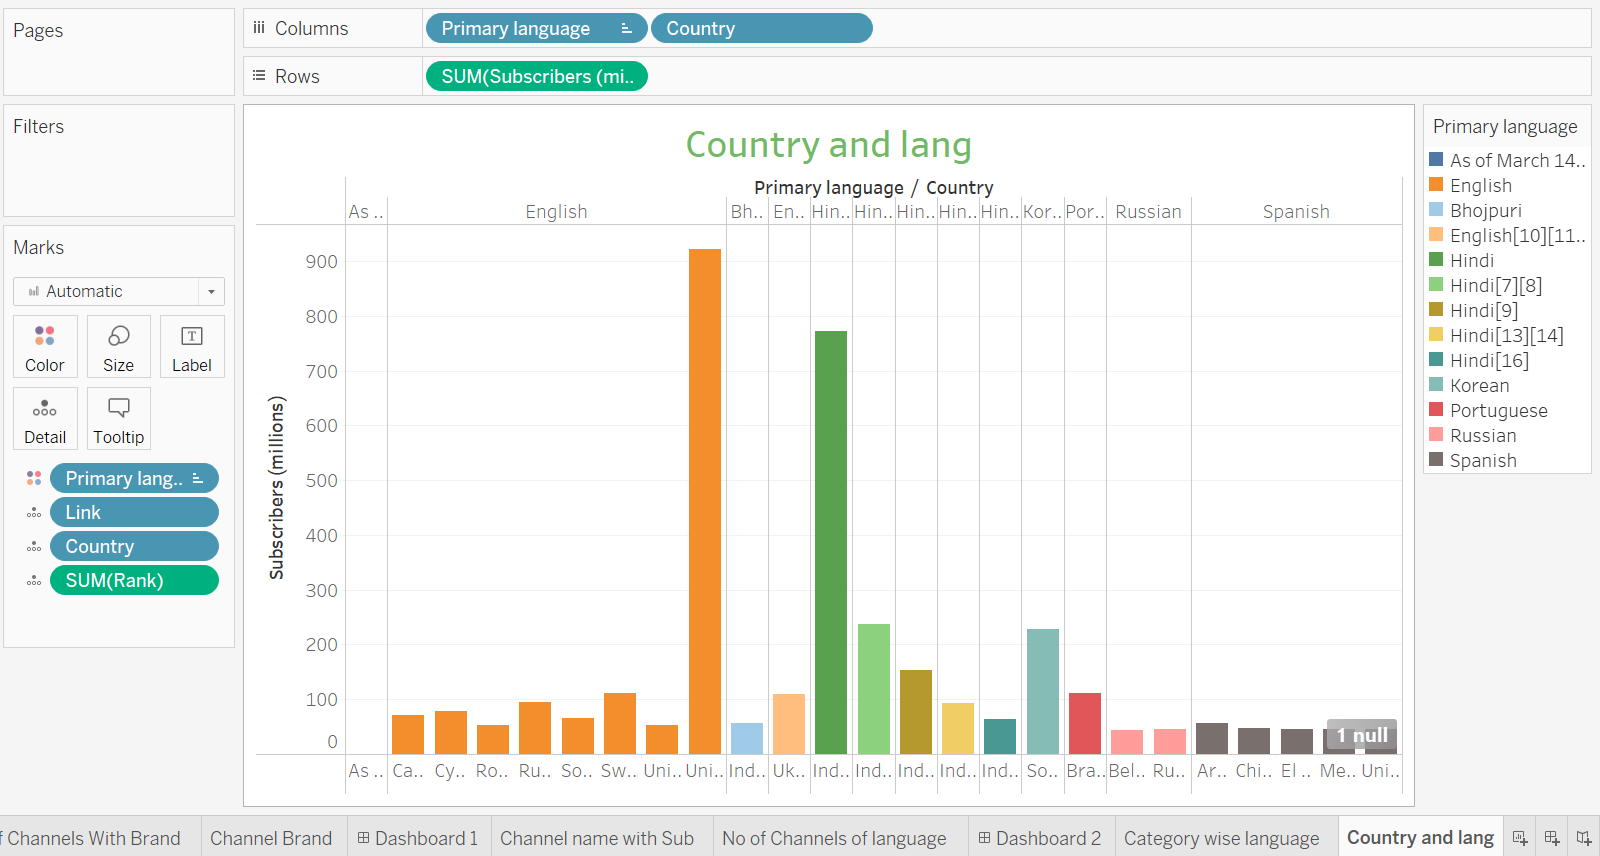 Pages
Columns
Primary language
Country
Rows
SUM(Subscribers (mi..
Filters
Marks
Automatic
Color
Size
Label
Detail
Tooltip
Primary lang..
Link
Country
SUM(Rank)
Country and lang
Primary language / Country
As ..
English
Bh..
En..
Hin..
Hin..
Hin..
Hin..
Hin..
Kor..
Por..
Russian
Spanish
Subscribers (millions)
900
800
700
600
500
400
300
200
100
0
1 null
As ..
Ca..
Cy..
Ro..
Ru..
So..
Sw..
Uni..
Uni..
Ind..
Uk..
Ind..
Ind..
Ind..
Ind..
Ind..
So..
Bra..
Bel..
Ru..
Ar..
Chi..
El ..
Me..
Uni..
Primary language
As of March 14..
English
Bhojpuri
English[10][11..
Hindi
Hindi[7][8]
Hindi[9]
Hindi[13][14]
Hindi[16]
Korean
Portuguese
Russian
Spanish
f Channels With Brand
Channel Brand
Dashboard 1
Channel name with Sub
No of Channels of language
Dashboard 2
Category wise language
Country and lang